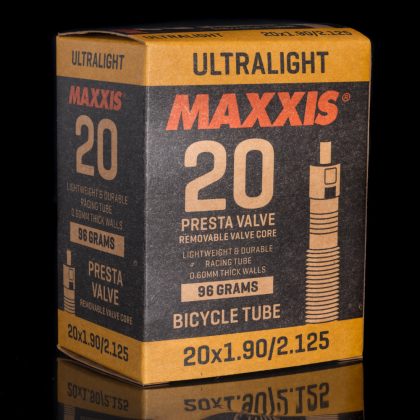 ULTRALIGHT
MAXXIS®
20
PRESTA VALVE
REMOVABLE VALVE CORE
LIGHTWEIGHT & DURABLE
RACING TUBE
0.60MM THICK WALLS
96 GRAMS
BICYCLE TUBE
20x1.90/2.125
ULTRALIGHT
MAXXIS®
20
LIGHTWEIGHT & DURABLE
RACING TUBE
0.60MM THICK WALLS
96 GRAMS
PRESTA
VALVE
REMOVABLE VALVE CORE
20x1.90/2.125